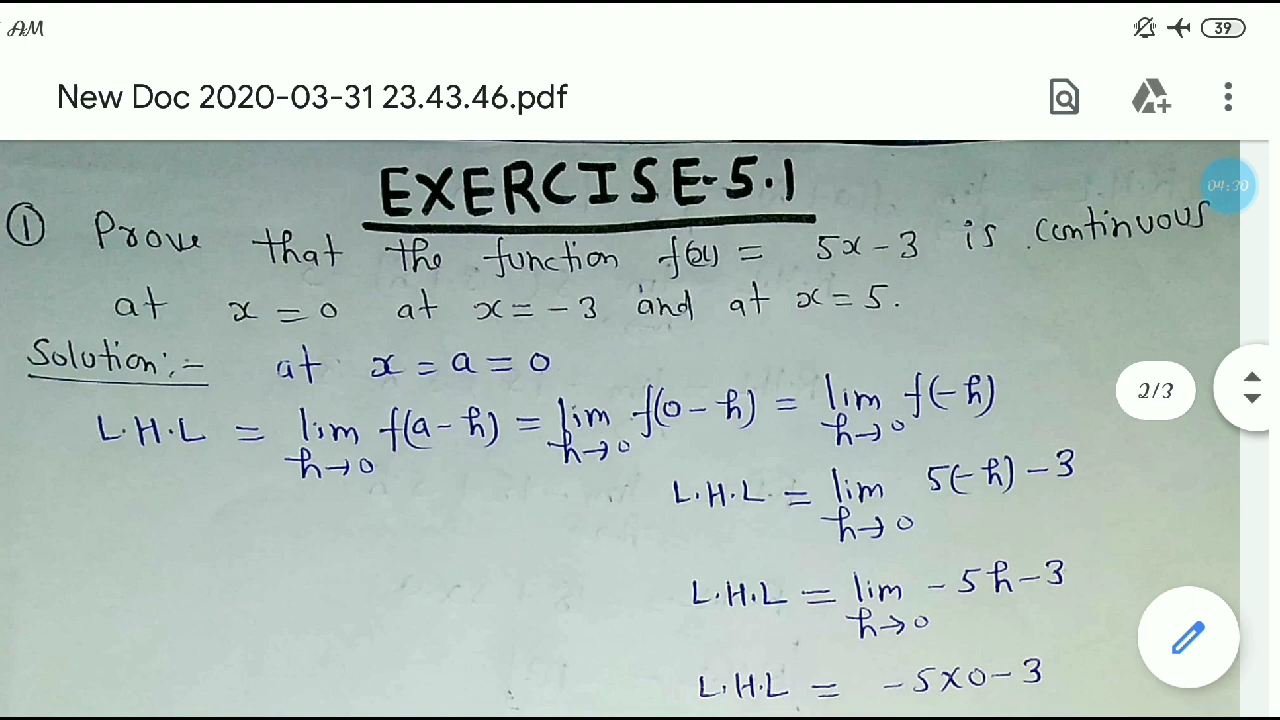 AM
39
New Doc 2020-03-31 23.43.46.pdf
04:30
EXERCISE-5.1
① Prove that the function f(x) = 5x-3 is continuous
at x=0 at x=-3 and at x=5.
Solution:- at x=a=0
L.H.L = lim f(a-h) = lim f(0-h) = lim f(-h)
h→0 h→0 h→0
2/3
L.H.L = lim 5(-h)-3
h→0
L.H.L = lim -5h-3
h→0
L.H.L = -5×0-3